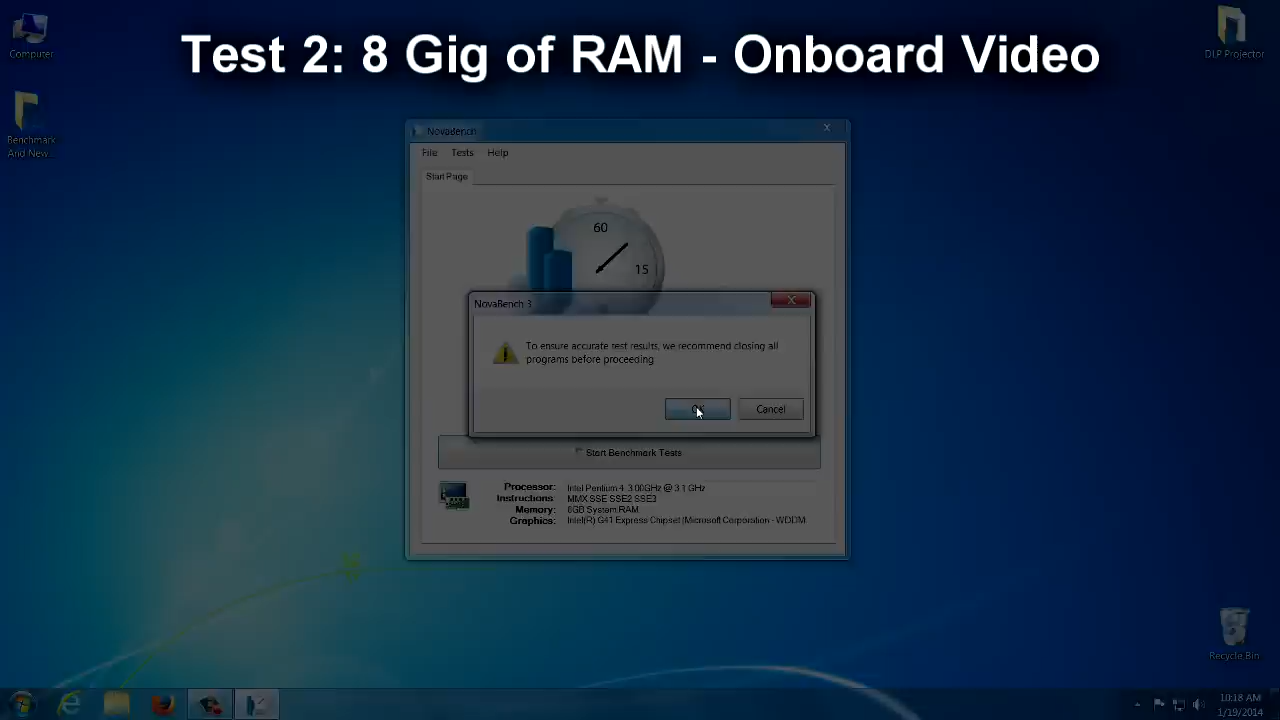 Test 2: 8 Gig of RAM - Onboard Video
Computer
DLP Projector
Benchmark
And New...
NovaBench
File Tests Help
Start Page
60
15
NovaBench 3
To ensure accurate test results, we recommend closing all
programs before proceeding
OK
Cancel
Start Benchmark Tests
Processor: Intel Pentium 4 3.00GHz @ 3.1 GHz
Instructions: MMX SSE SSE2 SSE3
Memory: 8GB System RAM
Graphics: Intel(R) G41 Express Chipset (Microsoft Corporation - WDDM
Recycle Bin
10:18 AM
1/19/2014